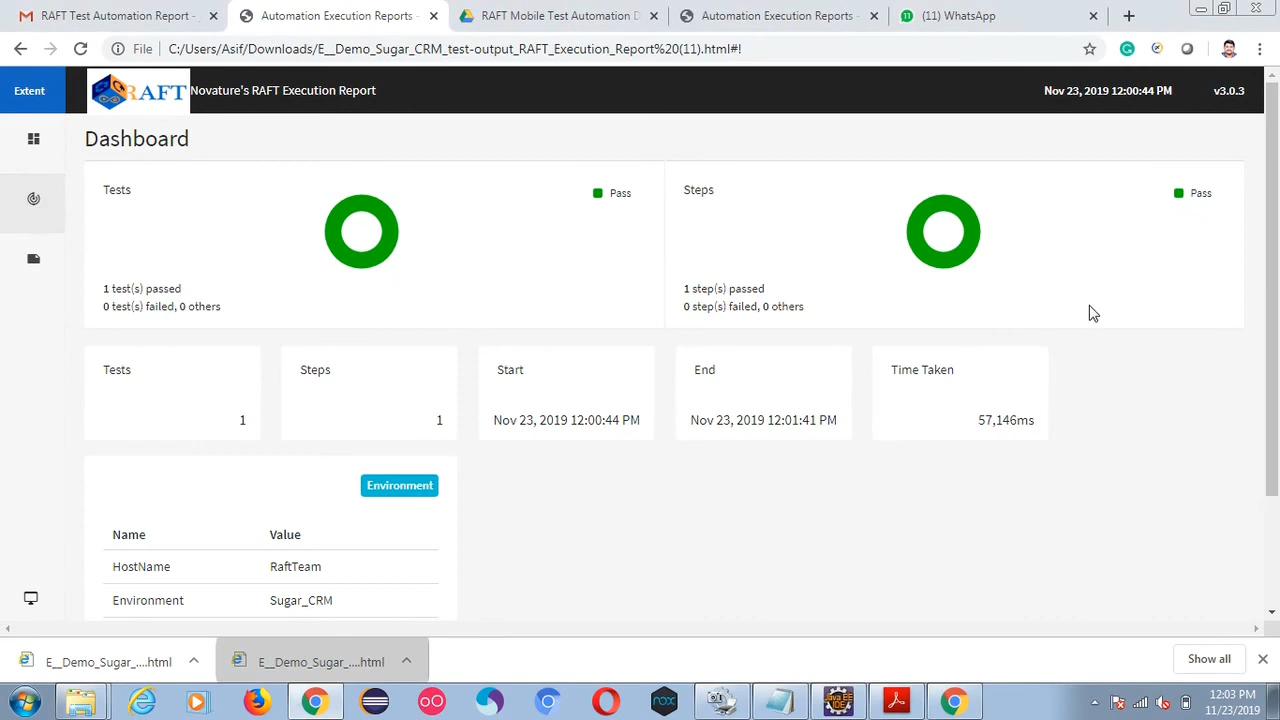 RAFT Test Automation Report -
Automation Execution Reports -
RAFT Mobile Test Automation D
Automation Execution Reports -
(11) WhatsApp
File
C:/Users/Asif/Downloads/E__Demo_Sugar_CRM_test-output_RAFT_Execution_Report%20(11).html#!
Extent
RAFT
Novature's RAFT Execution Report
Nov 23, 2019 12:00:44 PM
v3.0.3
Dashboard
Tests
Pass
1 test(s) passed
0 test(s) failed, 0 others
Steps
Pass
1 step(s) passed
0 step(s) failed, 0 others
Tests
1
Steps
1
Start
Nov 23, 2019 12:00:44 PM
End
Nov 23, 2019 12:01:41 PM
Time Taken
57,146ms
Environment
Name Value
HostName RaftTeam
Environment Sugar_CRM
E__Demo_Sugar_....html
E__Demo_Sugar_....html
Show all
nox
Java EE
IDE
12:03 PM
11/23/2019